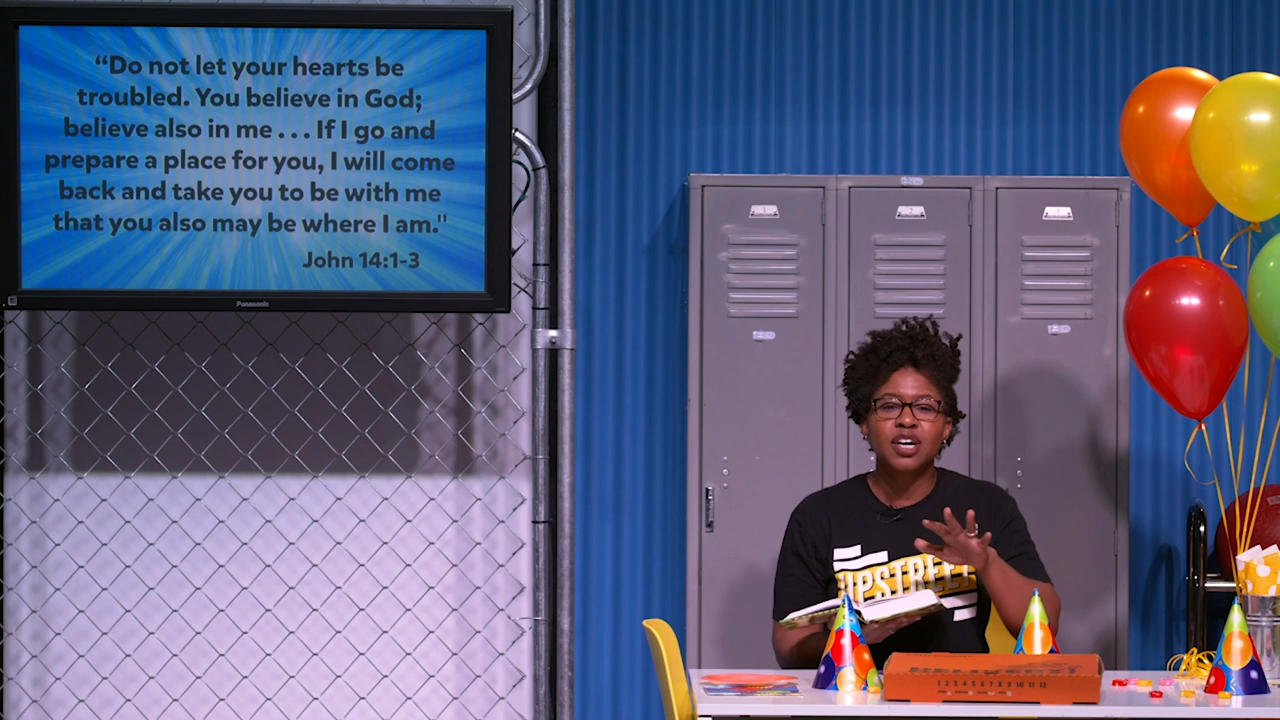 “Do not let your hearts be
troubled. You believe in God;
believe also in me . . . If I go and
prepare a place for you, I will come
back and take you to be with me
that you also may be where I am."
John 14:1-3
Panasonic
UPSTREET
1 2 3 4 5 6 7 8 9 10 11 12